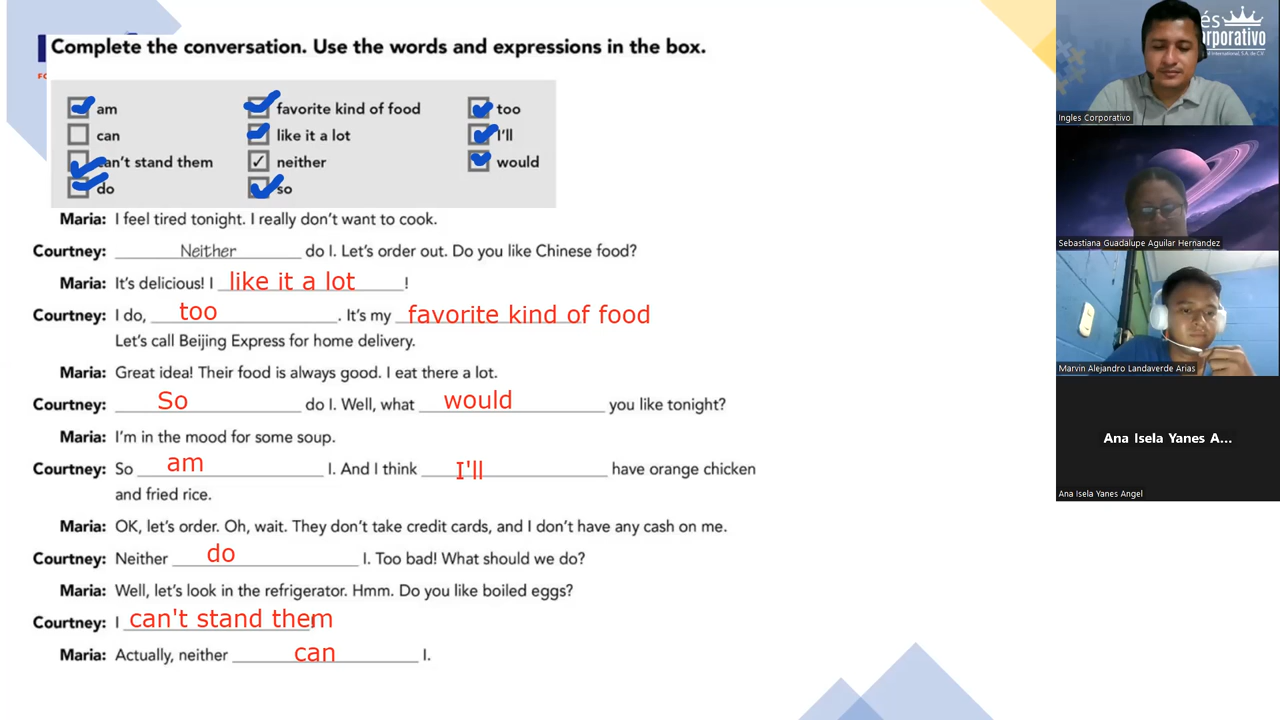 Complete the conversation. Use the words and expressions in the box.
am favorite kind of food too
can like it a lot I'll
can't stand them neither would
do so
Maria: I feel tired tonight. I really don't want to cook.
Courtney: Neither do I. Let's order out. Do you like Chinese food?
Maria: It's delicious! I like it a lot !
Courtney: I do, too . It's my favorite kind of food
Let's call Beijing Express for home delivery.
Maria: Great idea! Their food is always good. I eat there a lot.
Courtney: So do I. Well, what would you like tonight?
Maria: I'm in the mood for some soup.
Courtney: So am I. And I think I'll have orange chicken
and fried rice.
Maria: OK, let's order. Oh, wait. They don't take credit cards, and I don't have any cash on me.
Courtney: Neither do I. Too bad! What should we do?
Maria: Well, let's look in the refrigerator. Hmm. Do you like boiled eggs?
Courtney: I can't stand them !
Maria: Actually, neither can I.
Ingles Corporativo
Sebastiana Guadalupe Aguilar Hernandez
Marvin Alejandro Landaverde Arias
Ana Isela Yanes A...
Ana Isela Yanes Angel